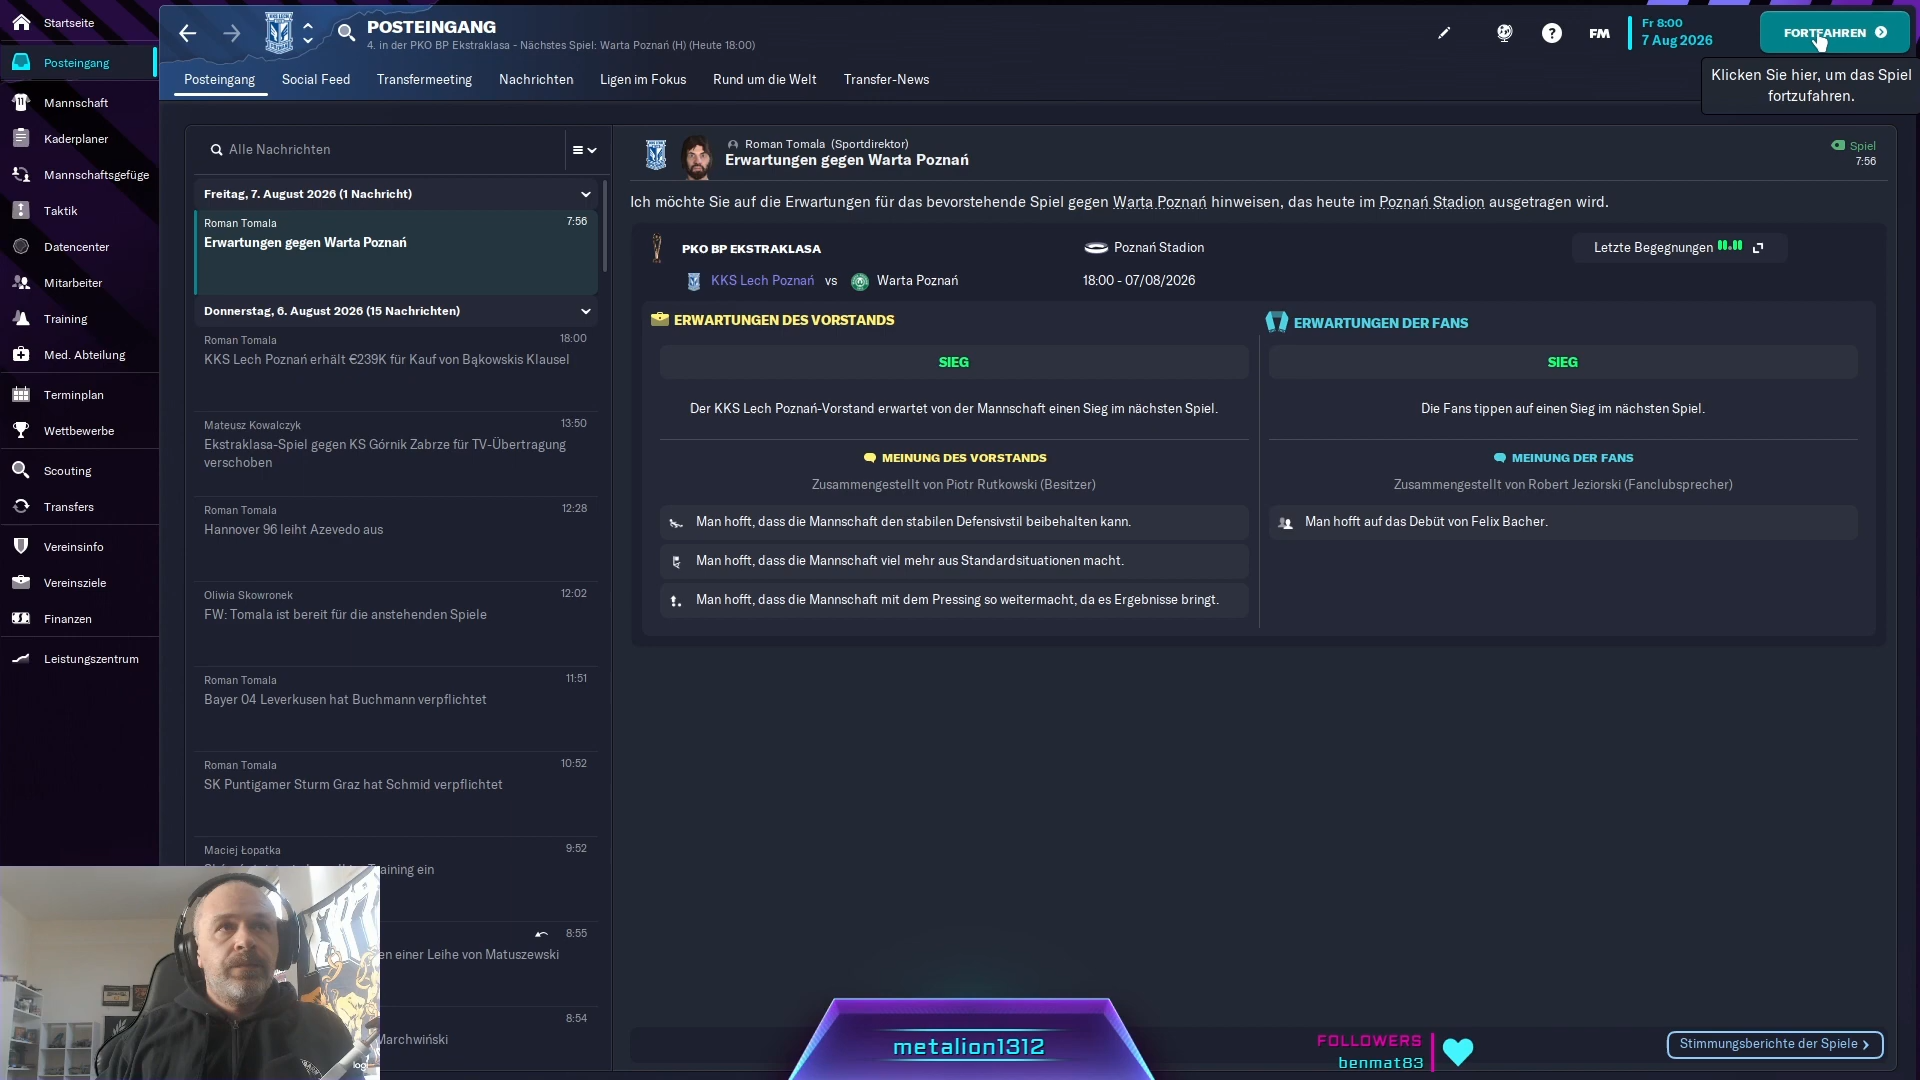 Startseite
Posteingang
Mannschaft
Kaderplaner
Mannschaftsgefüge
Taktik
Datencenter
Mitarbeiter
Training
Med. Abteilung
Terminplan
Wettbewerbe
Scouting
Transfers
Vereinsinfo
Vereinsziele
Finanzen
Leistungszentrum
POSTEINGANG
4. in der PKO BP Ekstraklasa - Nächstes Spiel: Warta Poznań (H) (Heute 18:00)
FM
Fr 8:00
7 Aug 2026
FORTFAHREN
Klicken Sie hier, um das Spiel
fortzufahren.
Posteingang
Social Feed
Transfermeeting
Nachrichten
Ligen im Fokus
Rund um die Welt
Transfer-News
Alle Nachrichten
Freitag, 7. August 2026 (1 Nachricht)
Roman Tomala 7:56
Erwartungen gegen Warta Poznań
Donnerstag, 6. August 2026 (15 Nachrichten)
Roman Tomala 18:00
KKS Lech Poznań erhält €239K für Kauf von Bąkowskis Klausel
Mateusz Kowalczyk 13:50
Ekstraklasa-Spiel gegen KS Górnik Zabrze für TV-Übertragung
verschoben
Roman Tomala 12:28
Hannover 96 leiht Azevedo aus
Oliwia Skowronek 12:02
FW: Tomala ist bereit für die anstehenden Spiele
Roman Tomala 11:51
Bayer 04 Leverkusen hat Buchmann verpflichtet
Roman Tomala 10:52
SK Puntigamer Sturm Graz hat Schmid verpflichtet
Maciej Łopatka 9:52
aining ein
8:55
en einer Leihe von Matuszewski
8:54
Marchwiński
Roman Tomala (Sportdirektor)
Erwartungen gegen Warta Poznań
Spiel
7:56
Ich möchte Sie auf die Erwartungen für das bevorstehende Spiel gegen Warta Poznań hinweisen, das heute im Poznań Stadion ausgetragen wird.
PKO BP EKSTRAKLASA
Poznań Stadion
Letzte Begegnungen
KKS Lech Poznań vs Warta Poznań
18:00 - 07/08/2026
ERWARTUNGEN DES VORSTANDS
SIEG
Der KKS Lech Poznań-Vorstand erwartet von der Mannschaft einen Sieg im nächsten Spiel.
MEINUNG DES VORSTANDS
Zusammengestellt von Piotr Rutkowski (Besitzer)
Man hofft, dass die Mannschaft den stabilen Defensivstil beibehalten kann.
Man hofft, dass die Mannschaft viel mehr aus Standardsituationen macht.
Man hofft, dass die Mannschaft mit dem Pressing so weitermacht, da es Ergebnisse bringt.
ERWARTUNGEN DER FANS
SIEG
Die Fans tippen auf einen Sieg im nächsten Spiel.
MEINUNG DER FANS
Zusammengestellt von Robert Jeziorski (Fanclubsprecher)
Man hofft auf das Debüt von Felix Bacher.
metalion1312
FOLLOWERS
benmat83
Stimmungsberichte der Spiele
logi